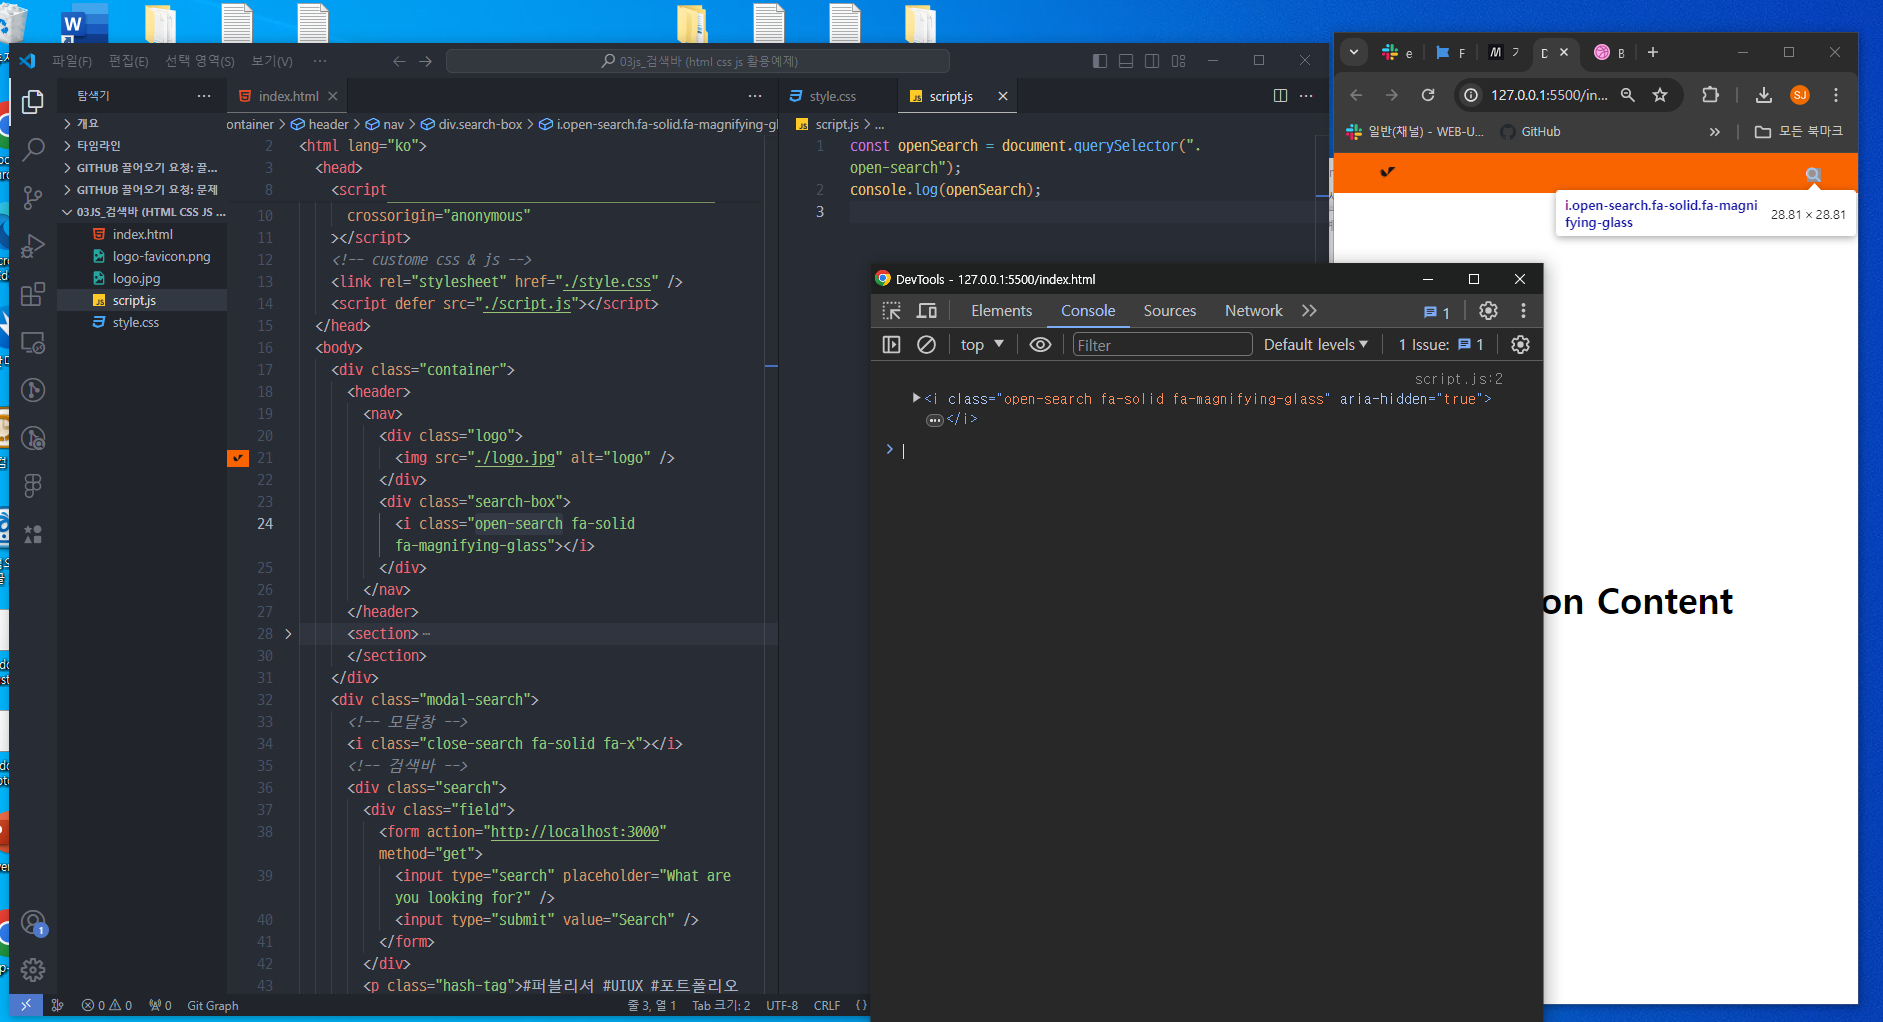 파일(F) 편집(E) 선택 영역(S) 보기(V) ···
03js_검색바 (html css js 활용예제)
탐색기
개요
타임라인
GITHUB 끌어오기 요청: 끌...
GITHUB 끌어오기 요청: 문제
03JS_검색바 (HTML CSS JS ...
index.html
logo-favicon.png
logo.jpg
script.js
style.css
1
index.html
ontainer > header > nav > div.search-box > i.open-search.fa-solid.fa-magnifying-gl
2 <html lang="ko">
3 <head>
8 <script
10 crossorigin="anonymous"
11 ></script>
12 <!-- custome css & js -->
13 <link rel="stylesheet" href="./style.css" />
14 <script defer src="./script.js"></script>
15 </head>
16 <body>
17 <div class="container">
18 <header>
19 <nav>
20 <div class="logo">
21 <img src="./logo.jpg" alt="logo" />
22 </div>
23 <div class="search-box">
24 <i class="open-search fa-solid
fa-magnifying-glass"></i>
25 </div>
26 </nav>
27 </header>
28 <section>···
30 </section>
31 </div>
32 <div class="modal-search">
33 <!-- 모달창 -->
34 <i class="close-search fa-solid fa-x"></i>
35 <!-- 검색바 -->
36 <div class="search">
37 <div class="field">
38 <form action="http://localhost:3000"
method="get">
39 <input type="search" placeholder="What are
you looking for?" />
40 <input type="submit" value="Search" />
41 </form>
42 </div>
43 <p class="hash-tag">#퍼블리셔 #UIUX #포트폴리오
style.css
script.js
script.js > ...
1 const openSearch = document.querySelector(".
open-search");
2 console.log(openSearch);
3
0 0 0 Git Graph
줄 3, 열 1 Tab 크기: 2 UTF-8 CRLF { }
DevTools - 127.0.0.1:5500/index.html
Elements Console Sources Network 1
top Filter Default levels 1 Issue: 1
script.js:2
<i class="open-search fa-solid fa-magnifying-glass" aria-hidden="true">
</i>
e F M D B
127.0.0.1:5500/in... SJ
일반(채널) - WEB-U... GitHub 모든 북마크
i.open-search.fa-solid.fa-magni
fying-glass
28.81 × 28.81
on Content